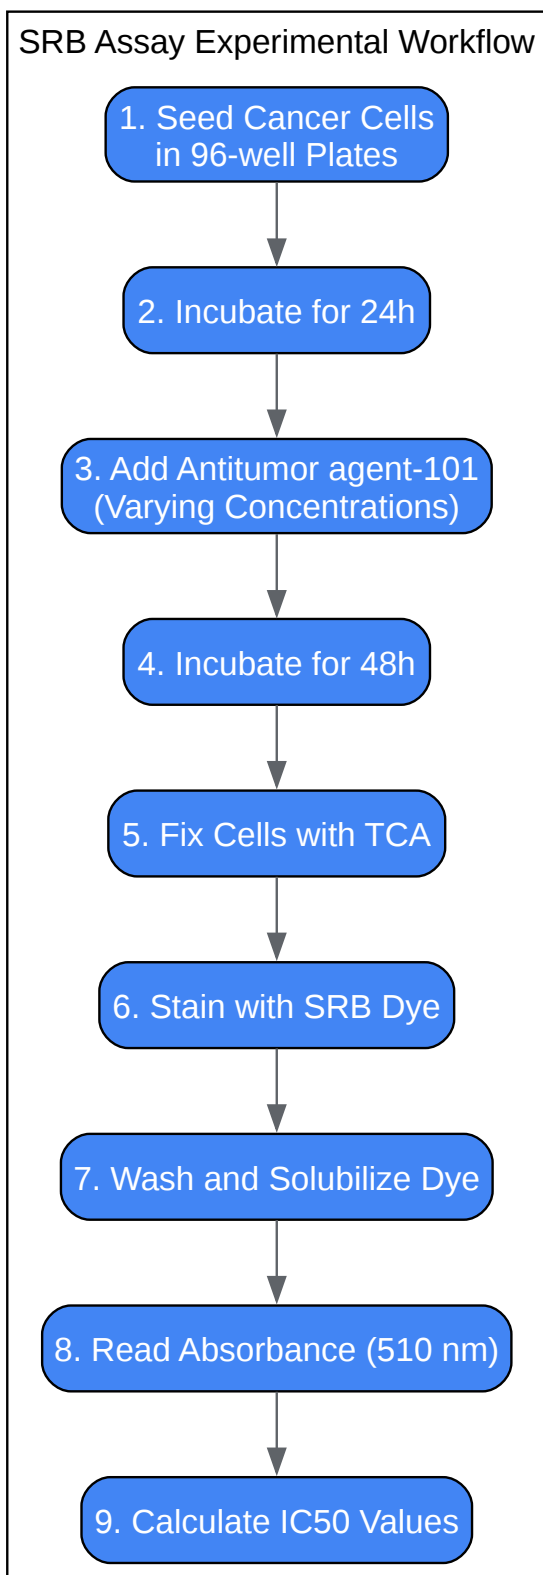 SRB Assay Experimental Workflow
1. Seed Cancer Cells
in 96-well Plates
2. Incubate for 24h
3. Add Antitumor agent-101
(Varying Concentrations)
4. Incubate for 48h
5. Fix Cells with TCA
6. Stain with SRB Dye
7. Wash and Solubilize Dye
8. Read Absorbance (510 nm)
9. Calculate IC50 Values